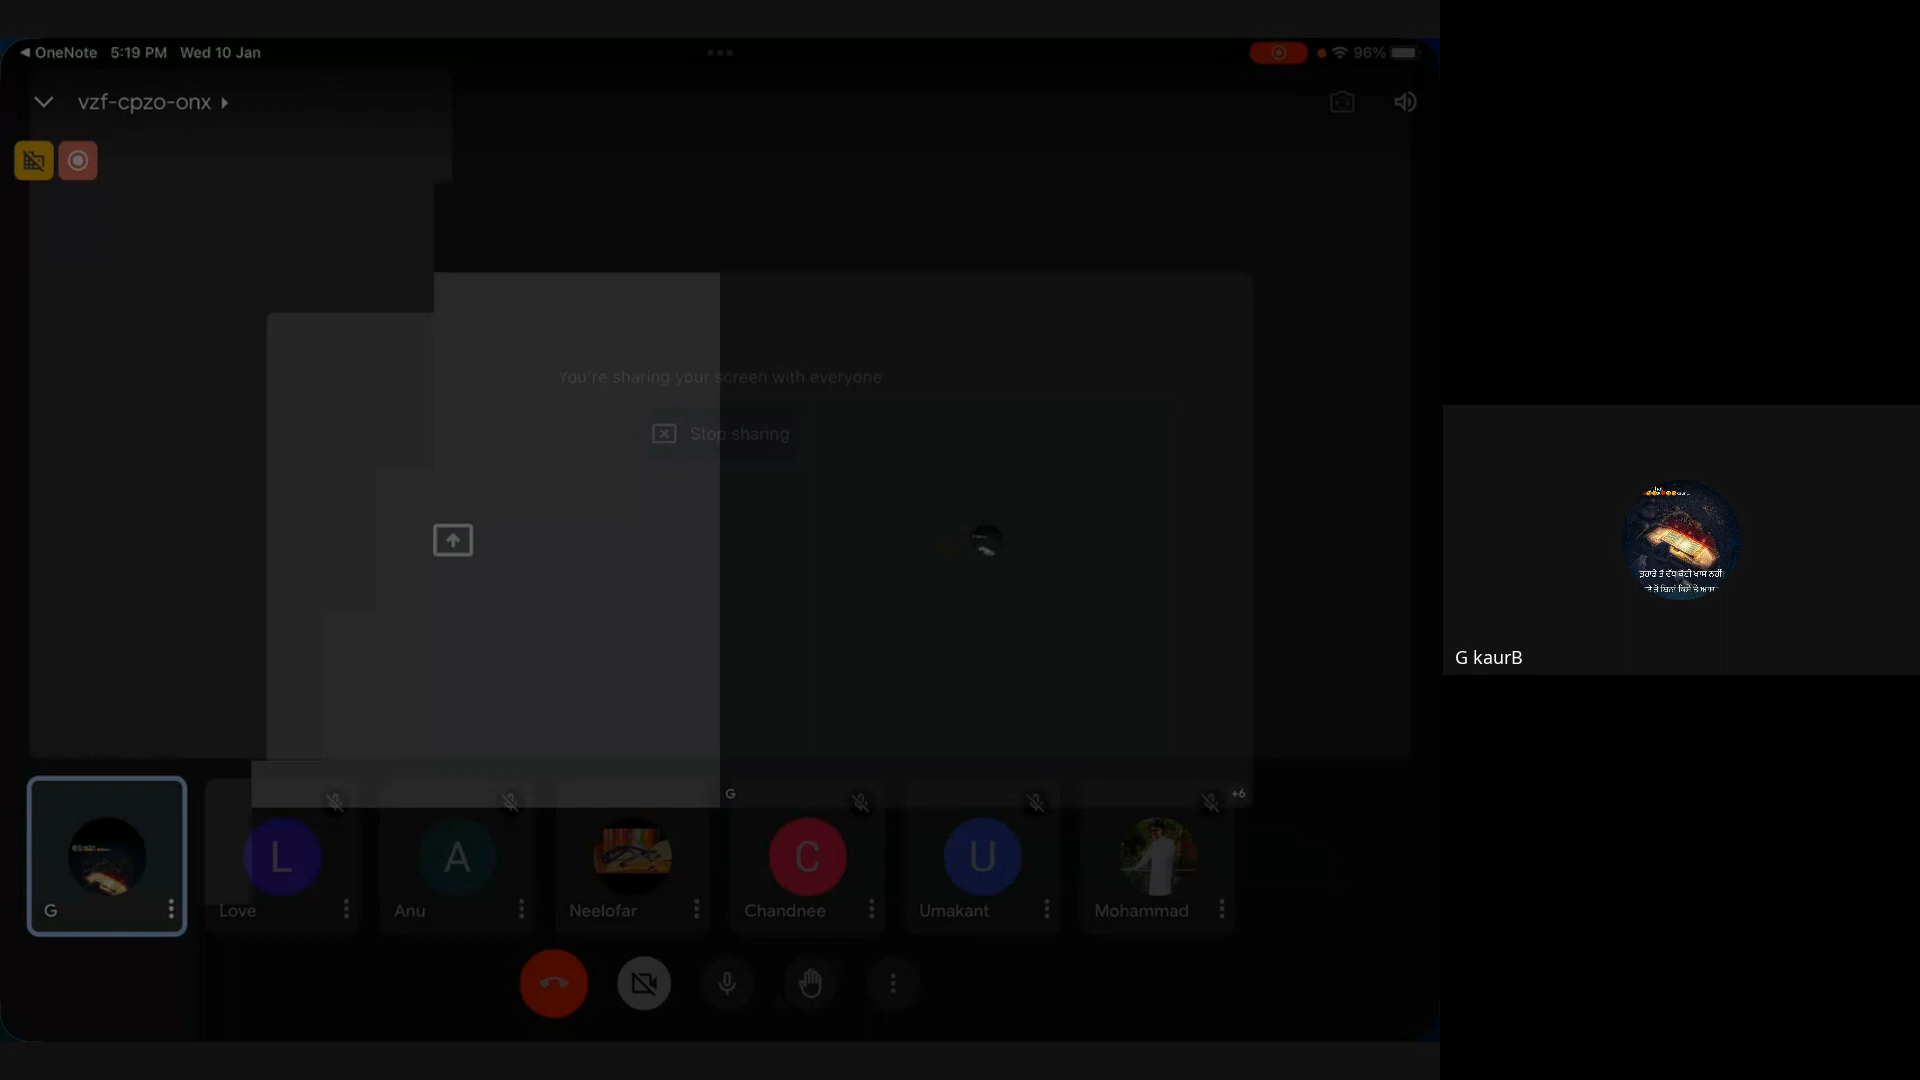 OneNote 5:19 PM Wed 10 Jan
96%
vzf-cpzo-onx
You're sharing your screen with everyone
Stop sharing
G
+6
G
Love
L
Anu
A
Neelofar
Chandnee
C
Umakant
U
Mohammad
G kaurB